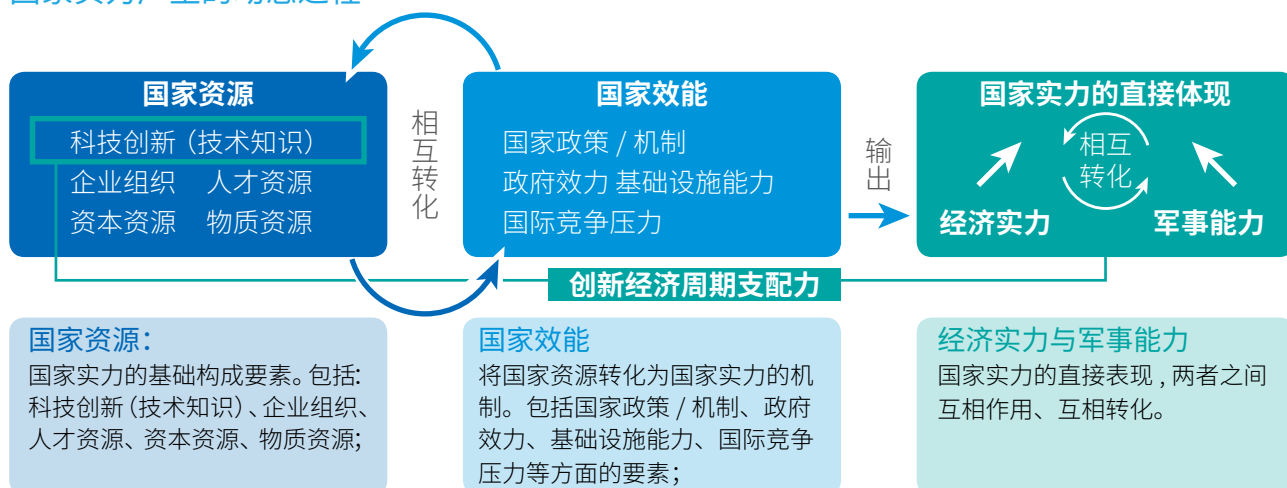 国家实力产生的动态过程
国家资源
科技创新（技术知识）
企业组织 人才资源
资本资源 物质资源
相互转化
国家效能
国家政策 / 机制
政府效力 基础设施能力
国际竞争压力
输出
国家实力的直接体现
相互
转化
经济实力 军事能力
创新经济周期支配力
国家资源：
国家实力的基础构成要素。包括：
科技创新（技术知识）、企业组织、
人才资源、资本资源、物质资源；
国家效能
将国家资源转化为国家实力的机
制。包括国家政策 / 机制、政府
效力、基础设施能力、国际竞争
压力等方面的要素；
经济实力与军事能力
国家实力的直接表现 , 两者之间
互相作用、互相转化。